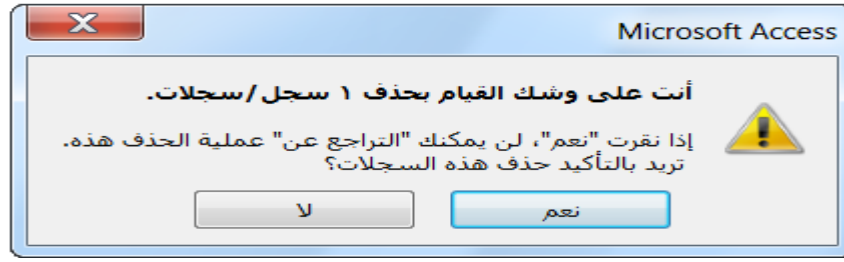 Microsoft Access
أنت على وشك القيام بحذف ١ سجل/سجلات.
إذا نقرت "نعم"، لن يمكنك "التراجع عن" عملية الحذف هذه.
تريد بالتأكيد حذف هذه السجلات؟
نعم
لا